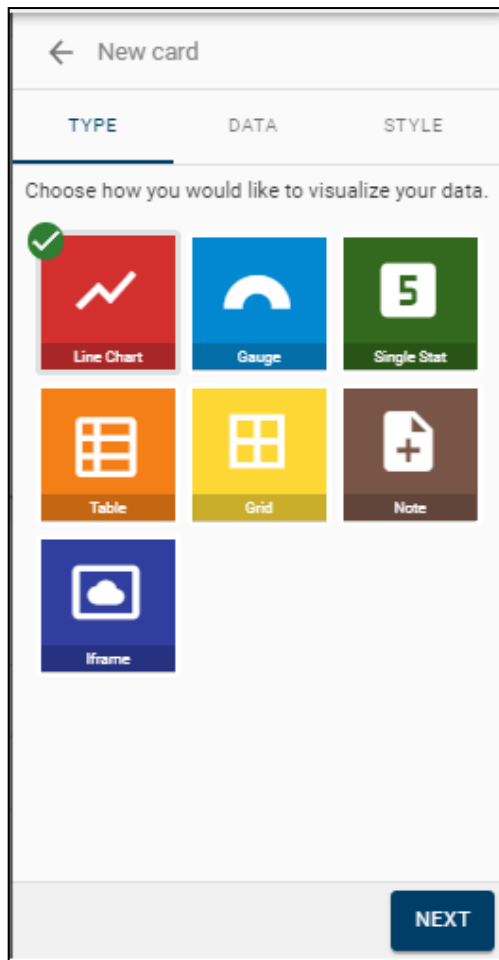 New card
TYPE DATA STYLE
Choose how you would like to visualize your data.
Line Chart Gauge 5 Single Stat
Table Grid Note
Iframe
NEXT